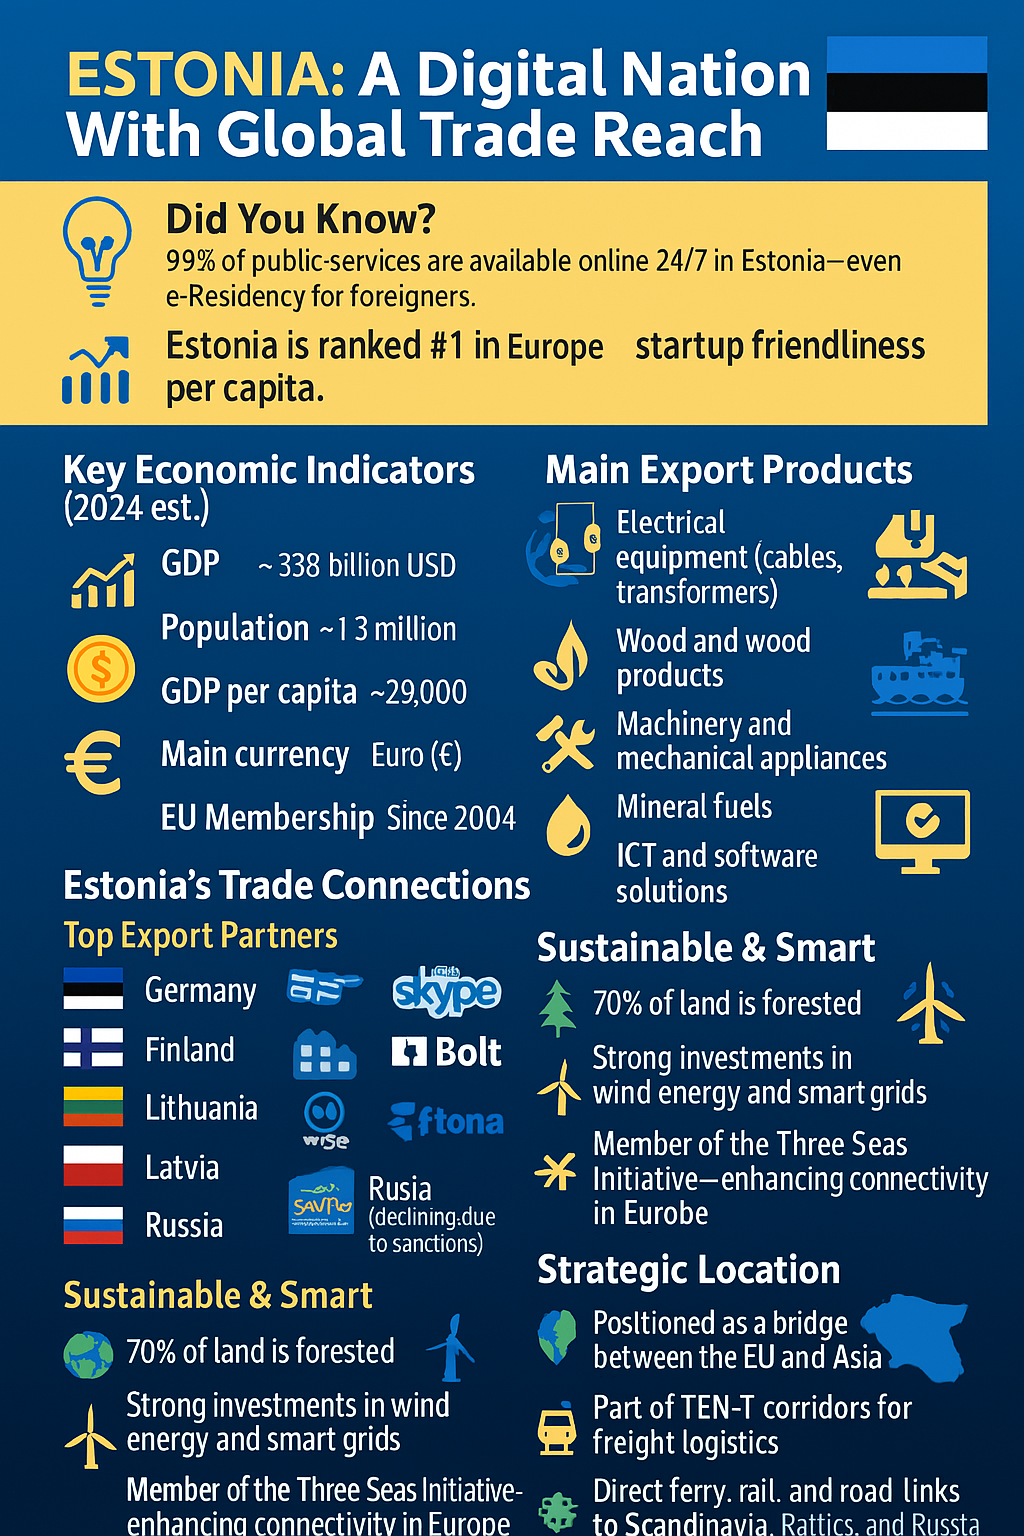 ESTONIA: A Digital Nation
With Global Trade Reach
Did You Know?
99% of public-services are available online 24/7 in Estonia—even
e-Residency for foreigners.
Estonia is ranked #1 in Europe startup friendliness
per capita.
Key Economic Indicators
(2024 est.)
GDP ~ 338 billion USD
Population ~1 3 million
GDP per capita ~29,000
Main currency Euro (€)
EU Membership Since 2004
Main Export Products
Electrical
equipment (cables,
transformers)
Wood and wood
products
Machinery and
mechanical appliances
Mineral fuels
ICT and software
solutions
Estonia's Trade Connections
Top Export Partners
Germany
Finland
Lithuania
Latvia
Russia
skype
Bolt
wise
ftona
Rusia
(declining.due
to sanctions)
Sustainable & Smart
70% of land is forested
Strong investments in
wind energy and smart grids
Member of the Three Seas
Initiative—enhancing connectivity
in Eurobe
Sustainable & Smart
70% of land is forested
Strong investments in wind
energy and smart grids
Member of the Three Seas Initiative-
enhancing connectivity in Europe
Strategic Location
Posltioned as a bridge
between the EU and Asia
Part of TEN-T corridors for
freight logistics
Direct ferry. rail. and road links
to Scandinavia, Rattics, and Russta